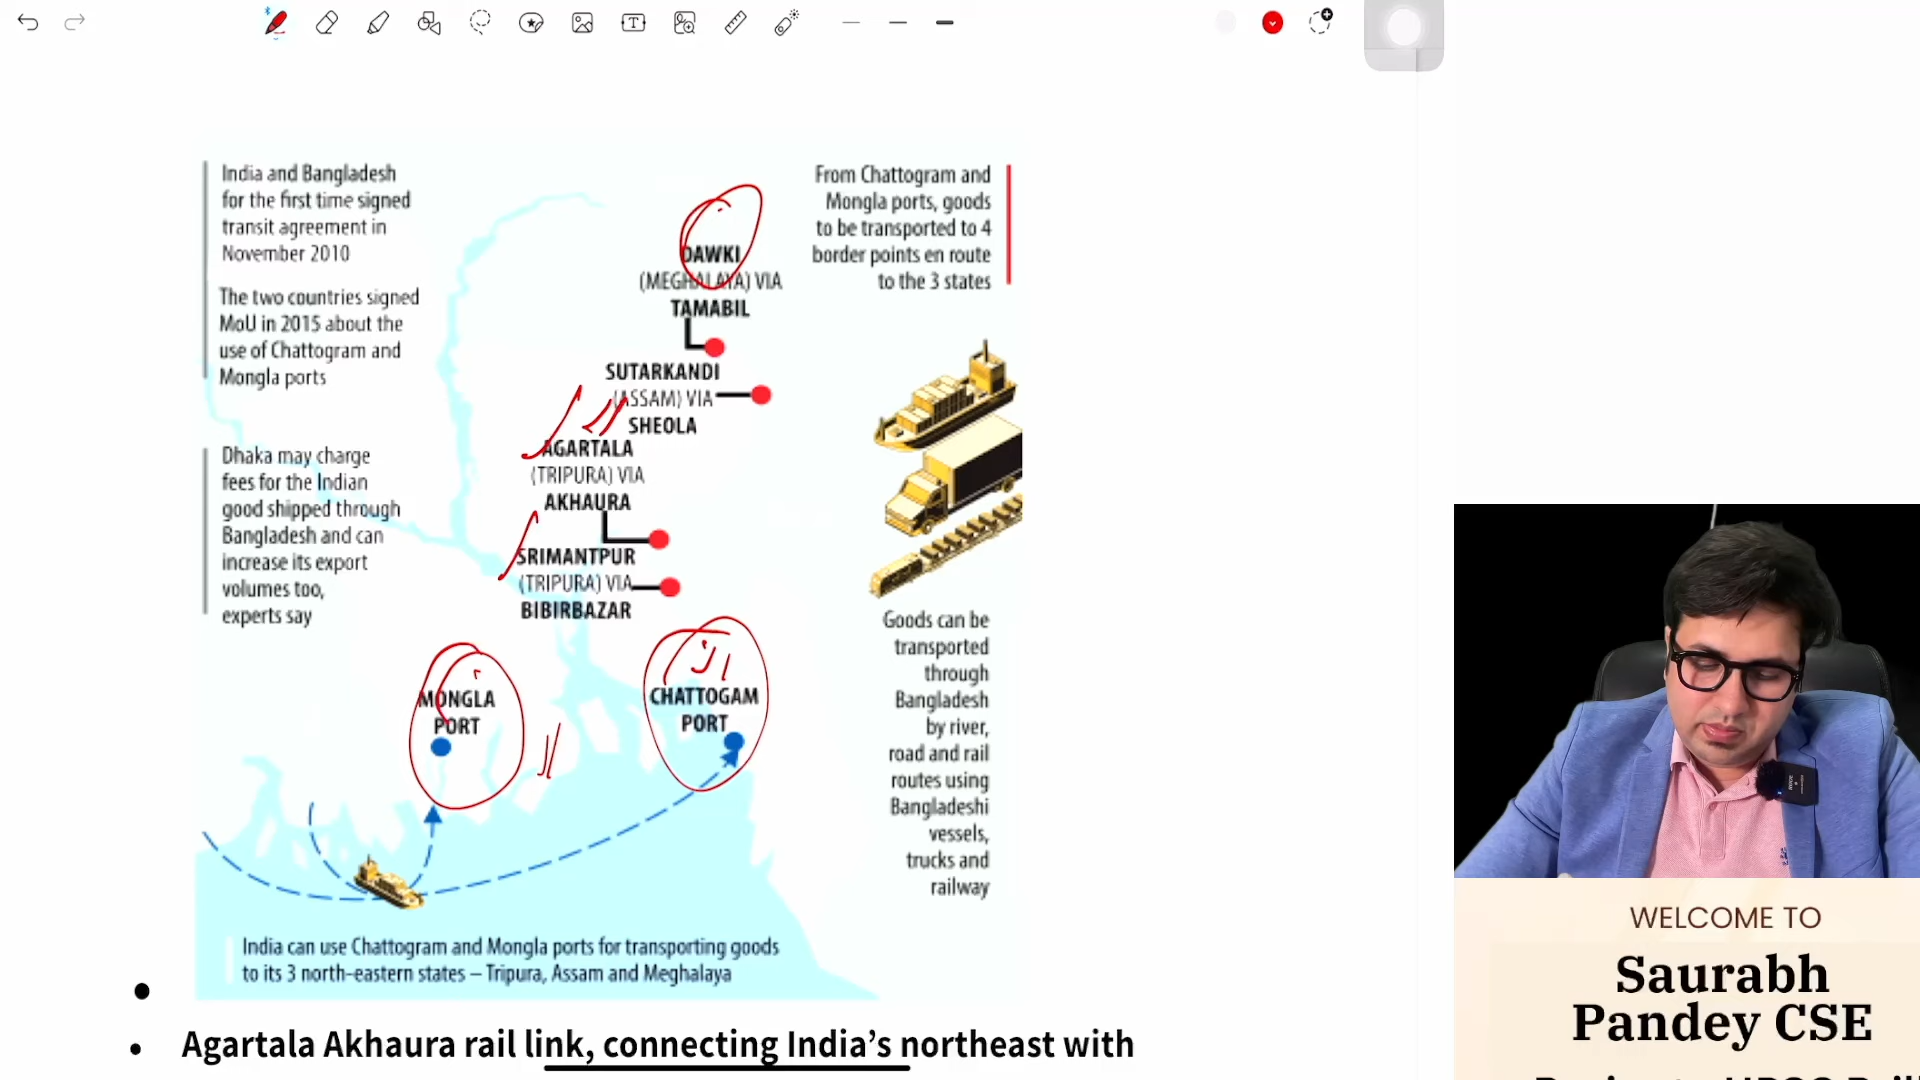 India and Bangladesh
for the first time signed
transit agreement in
November 2010
The two countries signed
MoU in 2015 about the
use of Chattogram and
Mongla ports
Dhaka may charge
fees for the Indian
good shipped through
Bangladesh and can
increase its export
volumes too,
experts say
DAWKI
(MEGHALAYA) VIA
TAMABIL
SUTARKANDI
(ASSAM) VIA
SHEOLA
AGARTALA
(TRIPURA) VIA
AKHAURA
SRIMANTPUR
(TRIPURA) VIA
BIBIRBAZAR
MONGLA
PORT
CHATTOGAM
PORT
From Chattogram and
Mongla ports, goods
to be transported to 4
border points en route
to the 3 states
Goods can be
transported
through
Bangladesh
by river,
road and rail
routes using
Bangladeshi
vessels,
trucks and
railway
India can use Chattogram and Mongla ports for transporting goods
to its 3 north-eastern states – Tripura, Assam and Meghalaya
• Agartala Akhaura rail link, connecting India’s northeast with
WELCOME TO
Saurabh
Pandey CSE